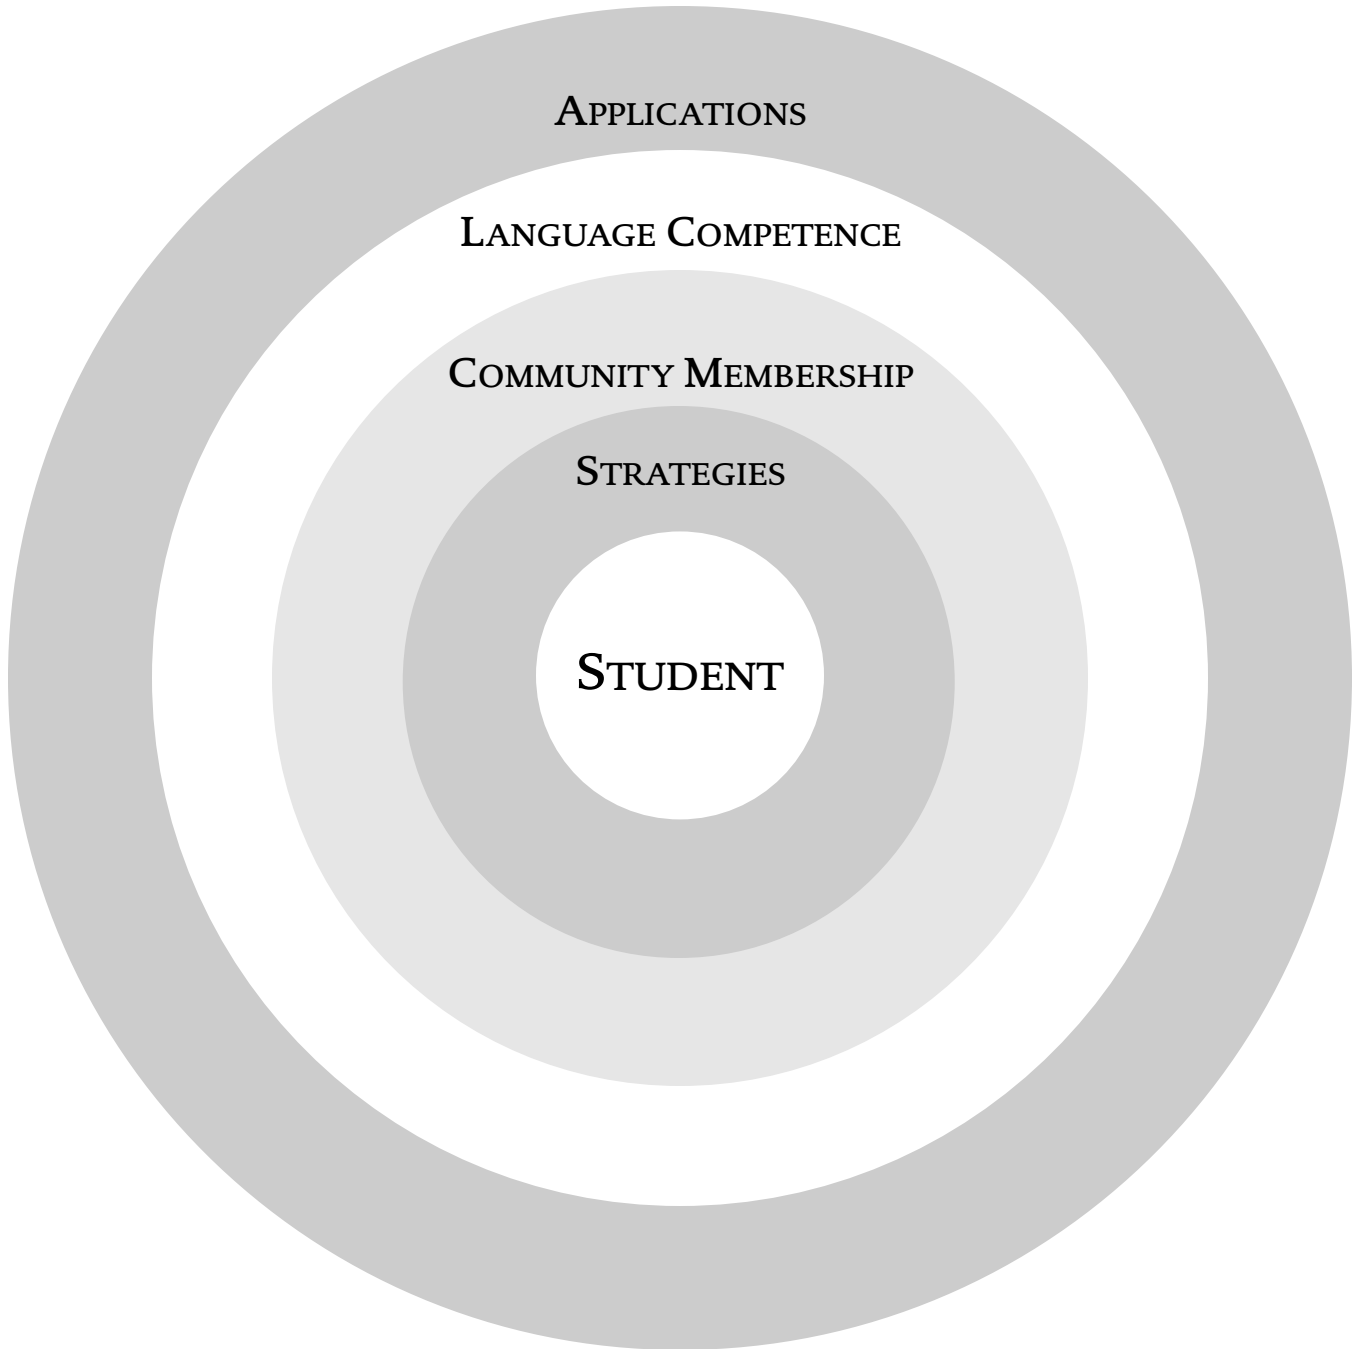 Applications
Language Competence
Community Membership
Strategies
Student